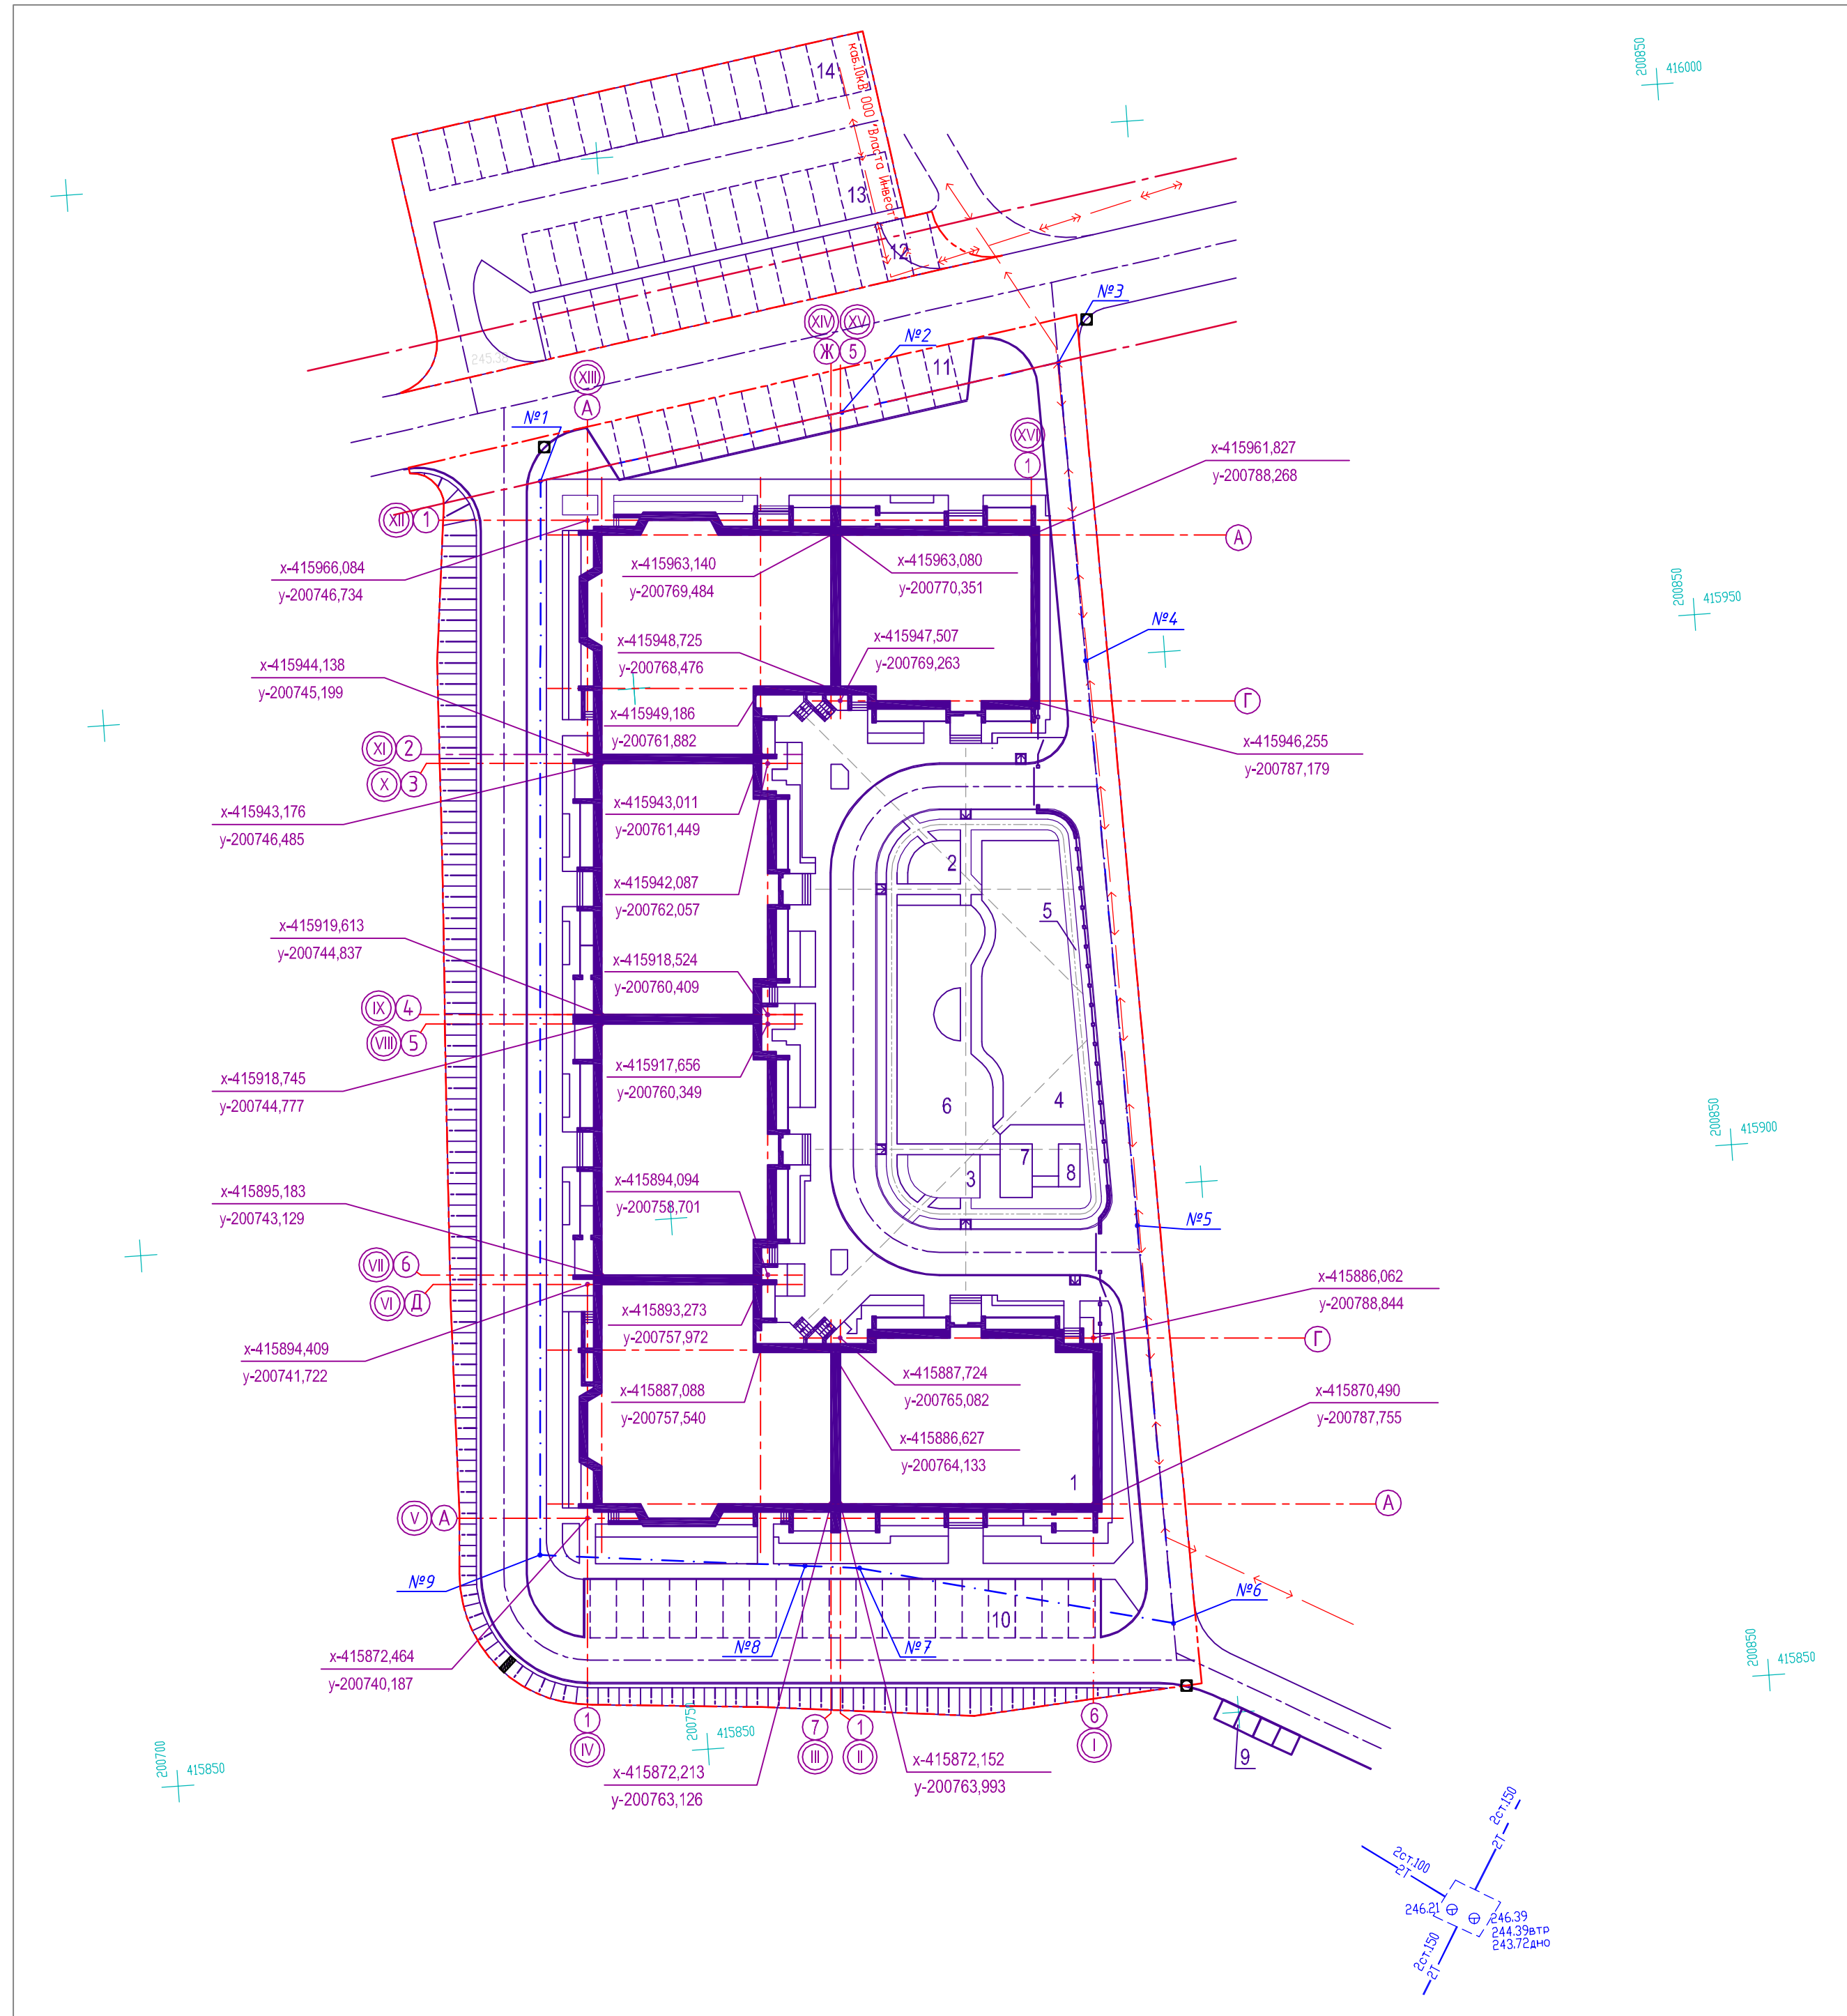 14
каб.10кВ ООО "Власта Инвест"
13
12
200850
416000
№3
XIV
XV
Ж
5
№2
11
245.38
XIII
А
№1
XVI
1
х-415961,827
у-200788,268
XII
1
А
х-415966,084
у-200746,734
х-415963,140
у-200769,484
х-415963,080
у-200770,351
200850
415950
№4
х-415948,725
у-200768,476
х-415947,507
у-200769,263
х-415944,138
у-200745,199
Г
х-415949,186
у-200761,882
х-415946,255
у-200787,179
XI
2
X
3
х-415943,176
у-200746,485
х-415943,011
у-200761,449
2
х-415942,087
у-200762,057
5
х-415919,613
у-200744,837
х-415918,524
у-200760,409
IX
4
VIII
5
х-415918,745
у-200744,777
х-415917,656
у-200760,349
6
4
200850
415900
7
8
3
х-415895,183
у-200743,129
х-415894,094
у-200758,701
№5
VII
6
VI
Д
х-415886,062
у-200788,844
х-415893,273
у-200757,972
Г
х-415894,409
у-200741,722
х-415887,088
у-200757,540
х-415887,724
у-200765,082
х-415870,490
у-200787,755
х-415886,627
у-200764,133
1
V
А
А
№9
№6
10
№8
№7
х-415872,464
у-200740,187
200850
415850
1
IV
200750
415850
7
III
1
II
6
I
200700
415850
9
х-415872,213
у-200763,126
х-415872,152
у-200763,993
2ст.150
2Т
2ст.100
2Т
246.21
246.39
244.39втр
243.72дно
2ст.150
2Т